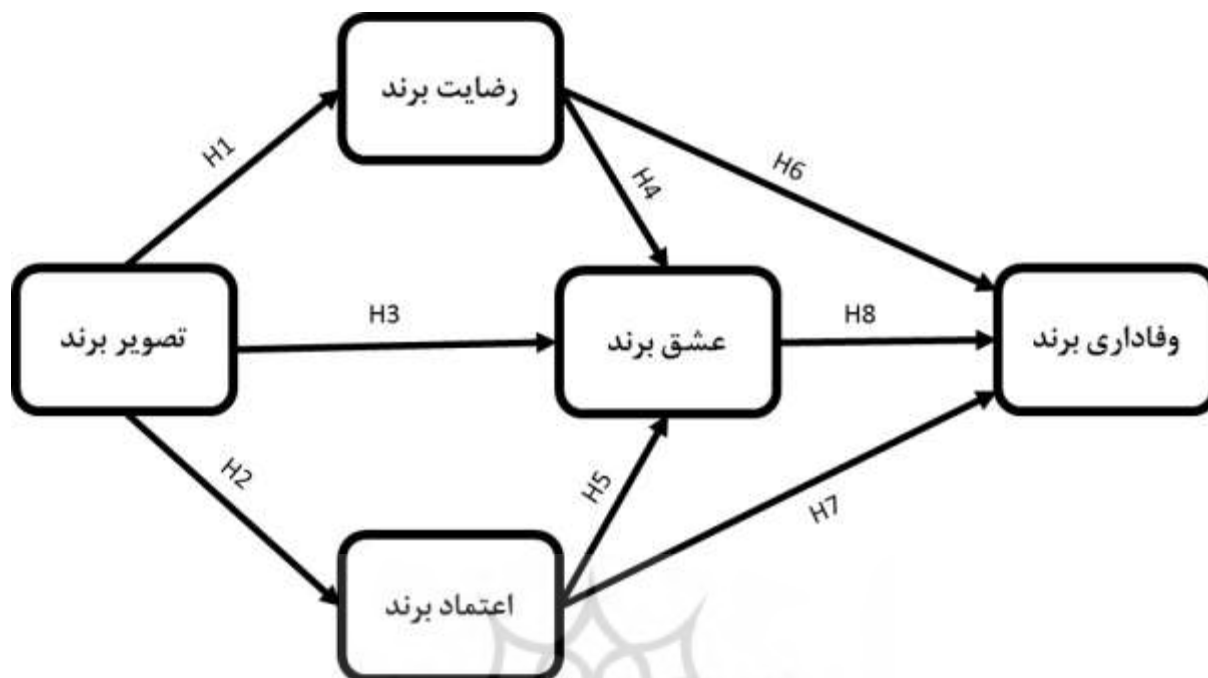 رضایت برند
H1
H4
H6
تصویر برند
H3
عشق برند
H8
وفاداری برند
H2
H5
H7
اعتماد برند